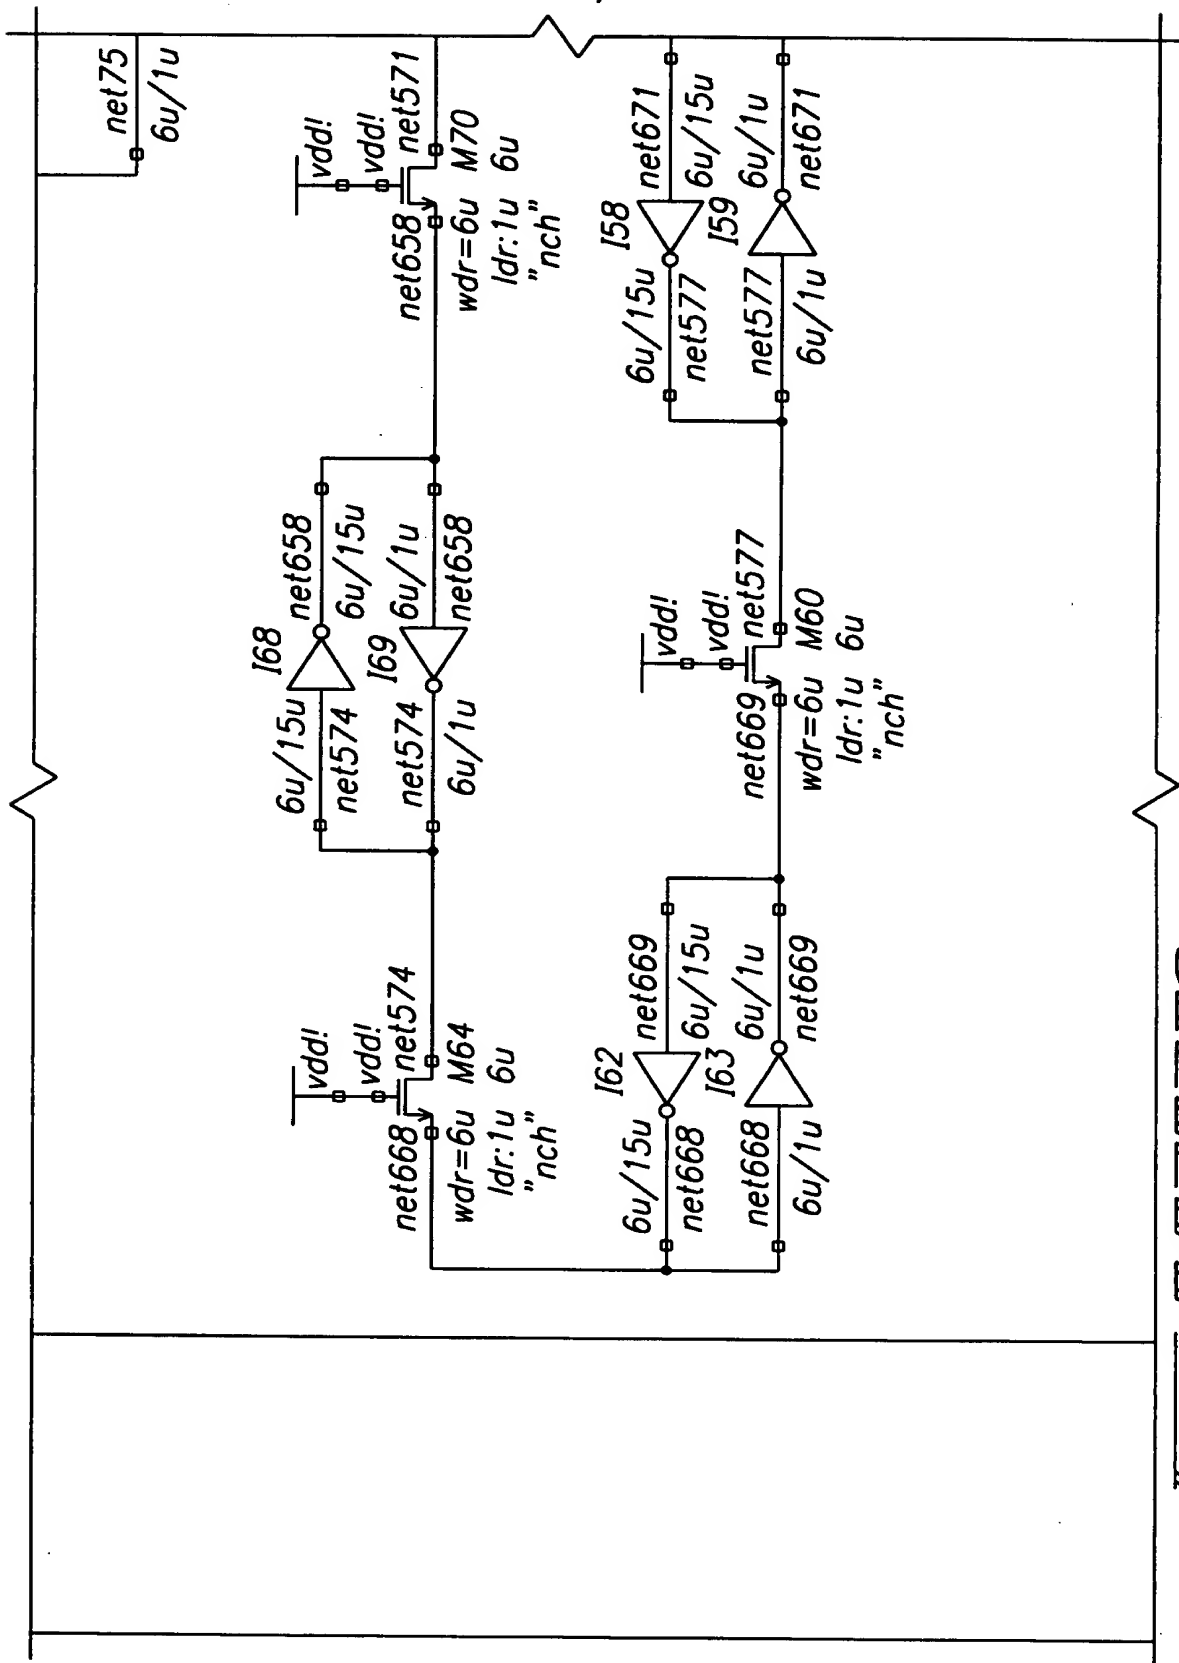 net75
6u/1u
vdd!
vdd!
net571
net658
M70
wdr=6u 6u
ldr:1u
"nch"
I68
net658
6u/15u
6u/15u
net574
I69
6u/1u
net658
net574
6u/1u
vdd!
vdd!
net574
net668
M64
wdr=6u 6u
ldr:1u
"nch"
I58
net671
6u/15u
6u/15u
net577
I59
6u/1u
net671
net577
6u/1u
vdd!
vdd!
net577
net669
M60
wdr=6u 6u
ldr:1u
"nch"
I62
net669
6u/15u
6u/15u
net668
I63
6u/1u
net669
net668
6u/1u